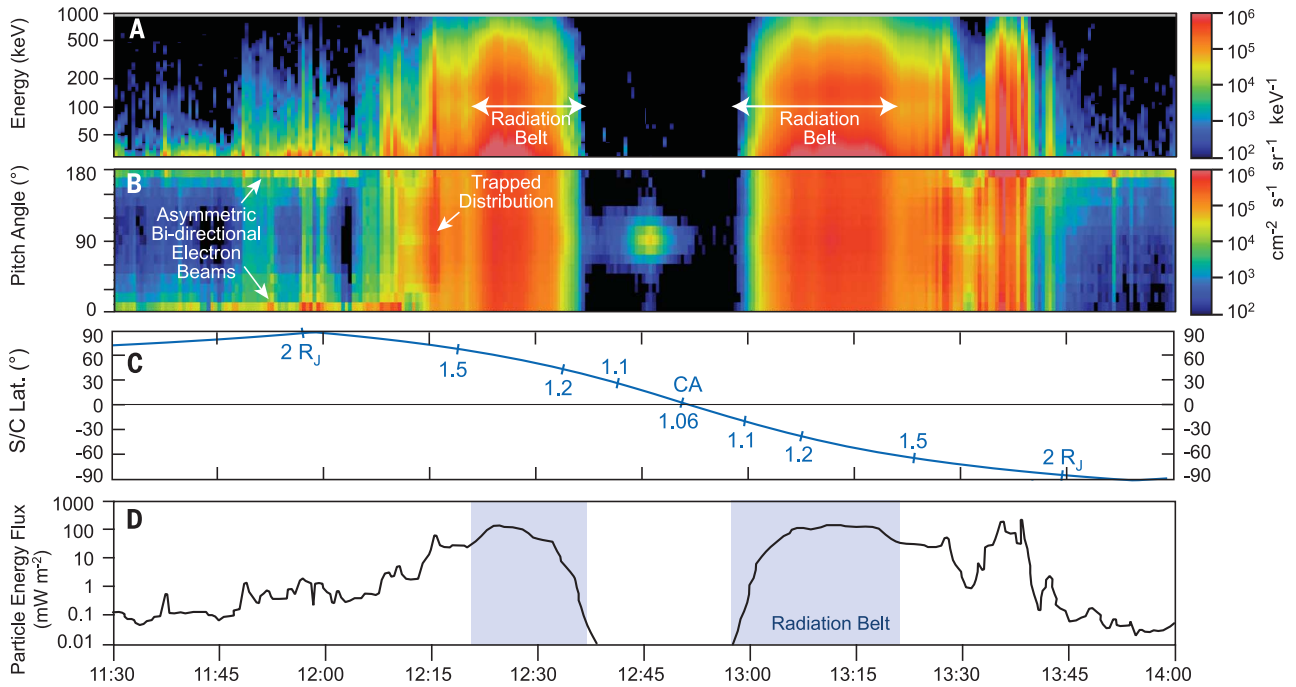 A
Energy (keV)
1000
500
200
100
50
Radiation
Belt
Radiation
Belt
10^6
10^5
10^4
10^3
10^2
cm^-2 s^-1 sr^-1 keV^-1
B
Pitch Angle (°)
180
90
0
Asymmetric
Bi-directional
Electron
Beams
Trapped
Distribution
10^6
10^5
10^4
10^3
10^2
C
S/C Lat. (°)
90
60
30
0
-30
-60
-90
2 R_J
1.5
1.2
1.1
CA
1.06
1.1
1.2
1.5
2 R_J
90
60
30
0
-30
-60
-90
D
Particle Energy Flux
(mW m^-2)
1000
100
10
1
0.1
0.01
Radiation Belt
11:30 11:45 12:00 12:15 12:30 12:45 13:00 13:15 13:30 13:45 14:00